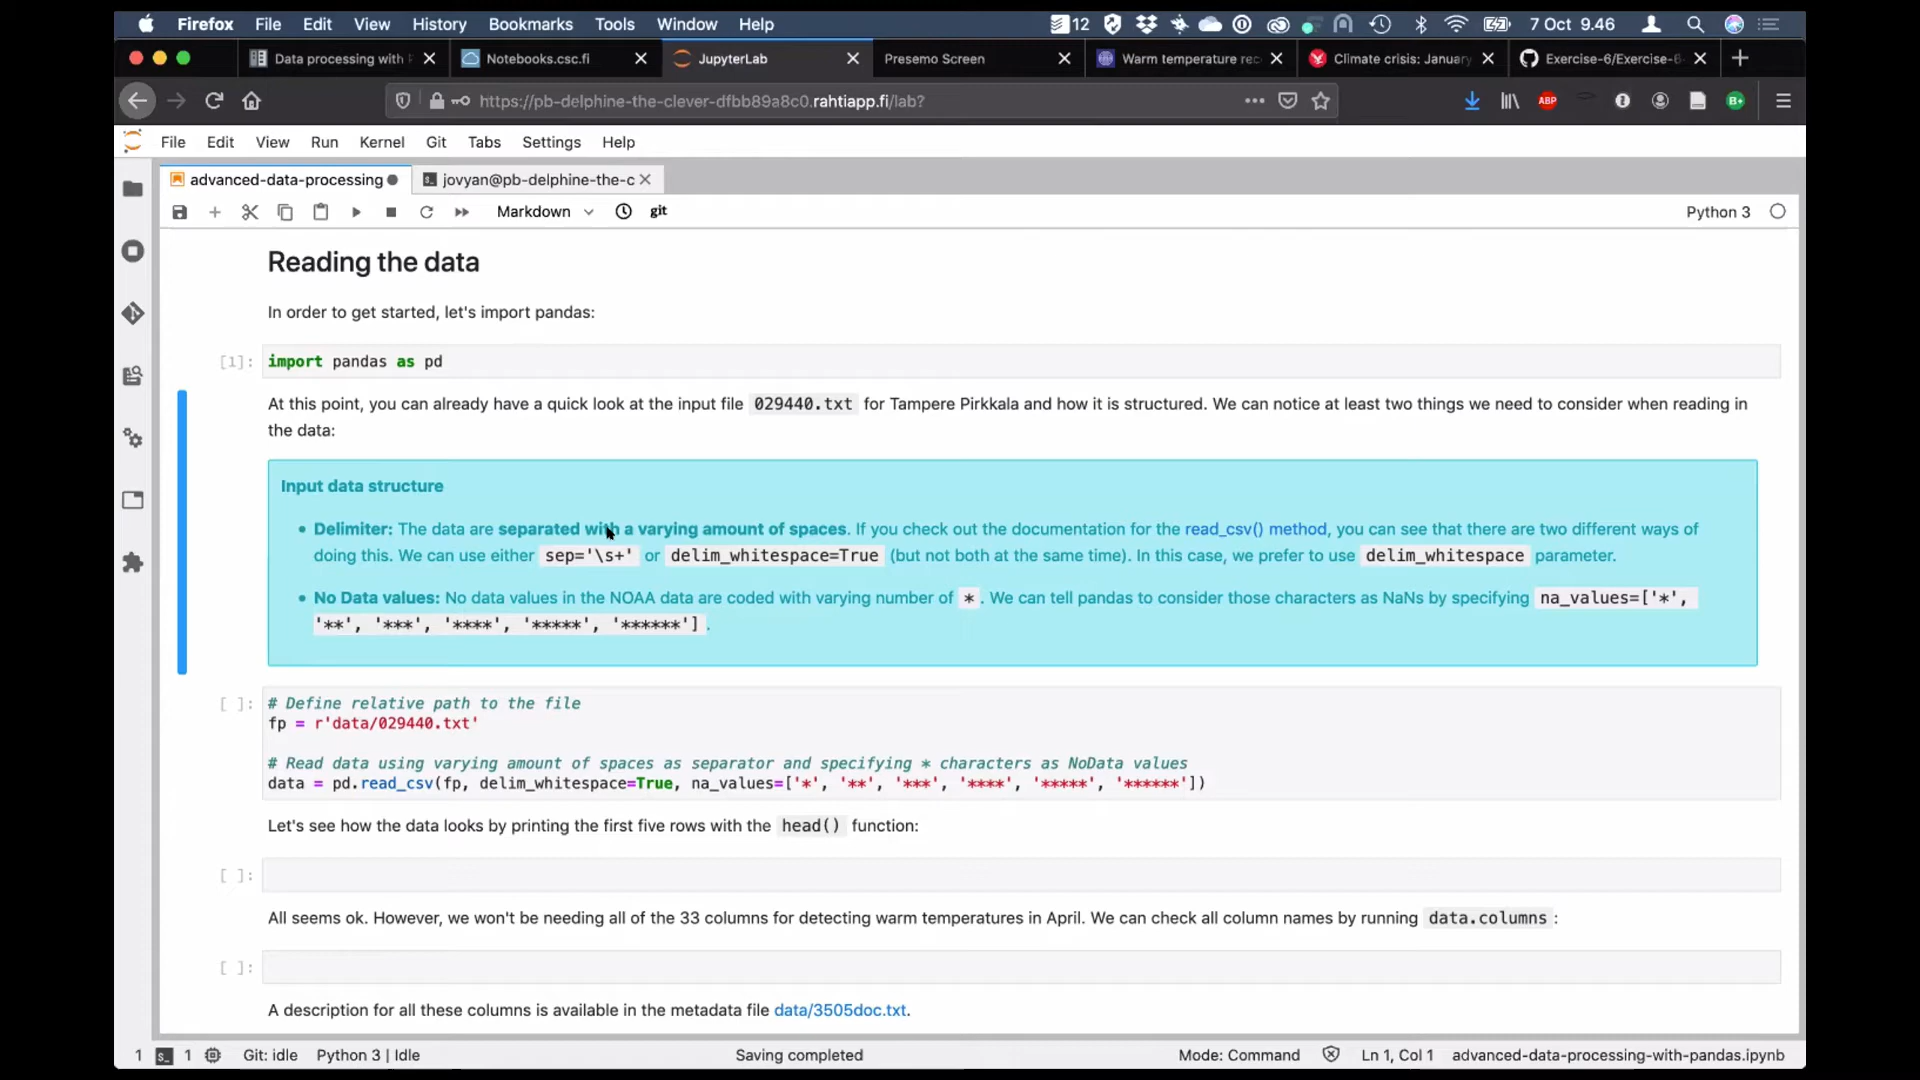 Firefox File Edit View History Bookmarks Tools Window Help 12 7 Oct 9.46
Data processing with Notebooks.csc.fi JupyterLab Presemo Screen Warm temperature rec Climate crisis: January Exercise-6/Exercise-6-
https://pb-delphine-the-clever-dfbb89a8c0.rahtiapp.fi/lab? ABP B+
File Edit View Run Kernel Git Tabs Settings Help
advanced-data-processing jovyan@pb-delphine-the-c
Markdown git Python 3
Reading the data
In order to get started, let's import pandas:
[1]: import pandas as pd
At this point, you can already have a quick look at the input file 029440.txt for Tampere Pirkkala and how it is structured. We can notice at least two things we need to consider when reading in
the data:
Input data structure
• Delimiter: The data are separated with a varying amount of spaces. If you check out the documentation for the read_csv() method, you can see that there are two different ways of
doing this. We can use either sep='\s+' or delim_whitespace=True (but not both at the same time). In this case, we prefer to use delim_whitespace parameter.
• No Data values: No data values in the NOAA data are coded with varying number of *. We can tell pandas to consider those characters as NaNs by specifying na_values=['*',
'**', '***', '****', '*****', '******'].
[ ]: # Define relative path to the file
fp = r'data/029440.txt'
# Read data using varying amount of spaces as separator and specifying * characters as NoData values
data = pd.read_csv(fp, delim_whitespace=True, na_values=['*', '**', '***', '****', '*****', '******'])
Let's see how the data looks by printing the first five rows with the head() function:
[ ]:
All seems ok. However, we won't be needing all of the 33 columns for detecting warm temperatures in April. We can check all column names by running data.columns :
[ ]:
A description for all these columns is available in the metadata file data/3505doc.txt.
1 1 Git: idle Python 3 | Idle Saving completed Mode: Command Ln 1, Col 1 advanced-data-processing-with-pandas.ipynb